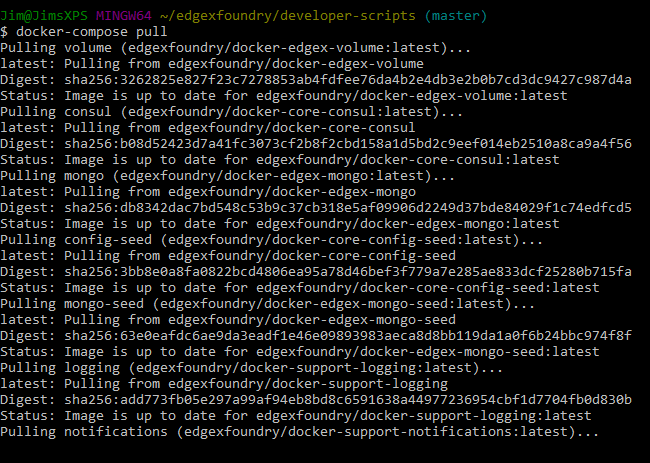 Jim@JimsXPS MINGW64 ~/edgexfoundry/developer-scripts (master)
$ docker-compose pull
Pulling volume (edgexfoundry/docker-edgex-volume:latest)...
latest: Pulling from edgexfoundry/docker-edgex-volume
Digest: sha256:3262825e827f23c7278853ab4fdfee76da4b2e4db3e2b0b7cd3dc9427c987d4a
Status: Image is up to date for edgexfoundry/docker-edgex-volume:latest
Pulling consul (edgexfoundry/docker-core-consul:latest)...
latest: Pulling from edgexfoundry/docker-core-consul
Digest: sha256:b08d52423d7a41fc3073cf2b8f2cbd158a1d5bd2c9eef014eb2510a8ca9a4f56
Status: Image is up to date for edgexfoundry/docker-core-consul:latest
Pulling mongo (edgexfoundry/docker-edgex-mongo:latest)...
latest: Pulling from edgexfoundry/docker-edgex-mongo
Digest: sha256:db8342dac7bd548c53b9c37cb318e5af09906d2249d37bde84029f1c74edfcd5
Status: Image is up to date for edgexfoundry/docker-edgex-mongo:latest
Pulling config-seed (edgexfoundry/docker-core-config-seed:latest)...
latest: Pulling from edgexfoundry/docker-core-config-seed
Digest: sha256:3bb8e0a8fa0822bcd4806ea95a78d46bef3f779a7e285ae833dcf25280b715fa
Status: Image is up to date for edgexfoundry/docker-core-config-seed:latest
Pulling mongo-seed (edgexfoundry/docker-edgex-mongo-seed:latest)...
latest: Pulling from edgexfoundry/docker-edgex-mongo-seed
Digest: sha256:63e0eafdc6ae9da3eadf1e46e09893983aeca8d8bb119da1a0f6b24bbc974f8f
Status: Image is up to date for edgexfoundry/docker-edgex-mongo-seed:latest
Pulling logging (edgexfoundry/docker-support-logging:latest)...
latest: Pulling from edgexfoundry/docker-support-logging
Digest: sha256:add773fb05e297a99af94eb8bd8c6591638a44977236954cbf1d7704fb0d830b
Status: Image is up to date for edgexfoundry/docker-support-logging:latest
Pulling notifications (edgexfoundry/docker-support-notifications:latest)...